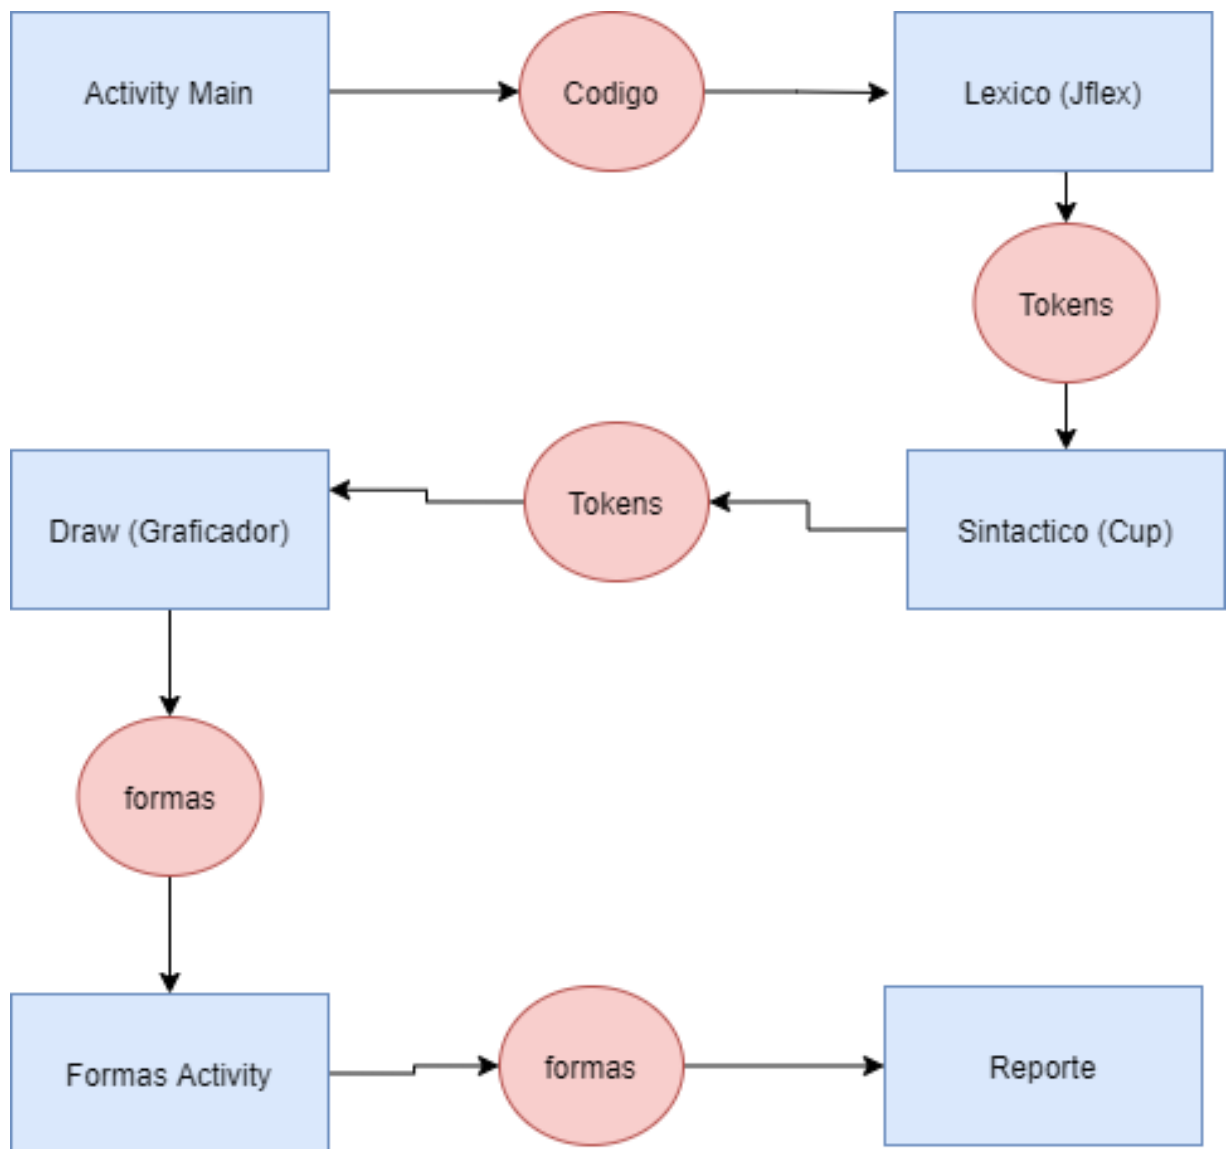 Activity Main
Codigo
Lexico (Jflex)
Tokens
Sintactico (Cup)
Tokens
Draw (Graficador)
formas
Formas Activity
formas
Reporte